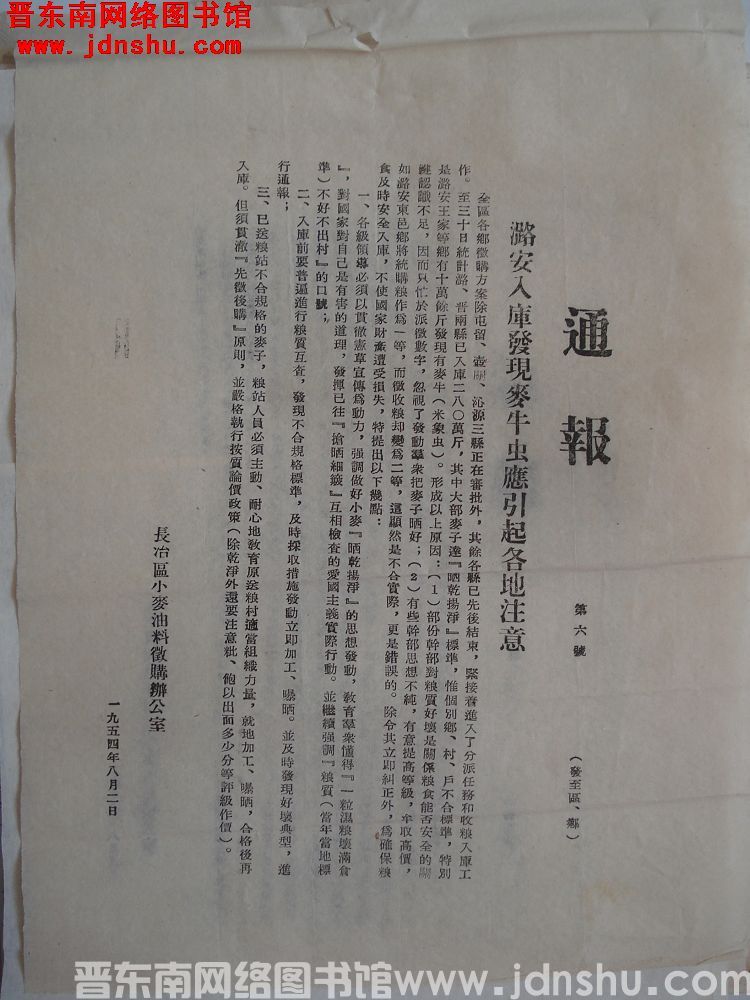 晋东南网络图书馆
www.jdnshu.com
通報
第六號
(發至區、鄉)
潞安入庫發現麥牛虫應引起各地注意
全區各鄉徵購方案除屯留、壺關、沁源三縣正在審批外，其餘各縣已先後結束，緊接着進入了分派任務和收粮入庫工
作。至三十日統計潞、晋兩縣已入庫二八〇萬斤，其中大部麥子達『晒乾揚淨』標準，惟個別鄉、村、戶不合標準，特別
是潞安王家等鄉有十萬餘斤發現有麥牛（米象虫）。形成以上原因：（1）部份幹部對粮質好壞是關係粮食能否安全的關
鍵認識不足，因而只忙於派徵數字，忽視了發動羣衆把麥子晒好；（2）有些幹部思想不純，有意提高等級，牟取高價，
如潞安東邑鄉將統購粮作爲一等，而徵收粮却變爲二等，這顯然是不合實際，更是錯誤的。除令其立即糾正外，爲確保粮
食及時安全入庫，不使國家財產遭受損失，特提出以下幾點：
一、各級領導必須以貫徹憲草宣傳爲動力，强調做好小麥『晒乾揚淨』的思想發動，教育羣衆懂得『一粒濕粮壞滿倉
』，對國家對自己是有害的道理，發揮已往『搶晒細簸』互相檢查的愛國主義實際行動。並繼續强調『粮質（當年當地標
準）不好不出村』的口號；
二、入庫前要普遍進行粮質互查，發現不合規格標準，及時採取措施發動立即加工、曝晒。並及時發現好壞典型，進
行通報；
三、已送粮站不合規格的麥子，粮站人員必須主動、耐心地教育原送粮村適當組織力量，就地加工、曝晒，合格後再
入庫。但須貫澈『先徵後購』原則，並嚴格執行按質論價政策（除乾淨外還要注意粃、飽以出面多少分等評級作價）。
長治區小麥油料徵購辦公室
一九五四年八月二日
晋东南网络图书馆www.jdnshu.com